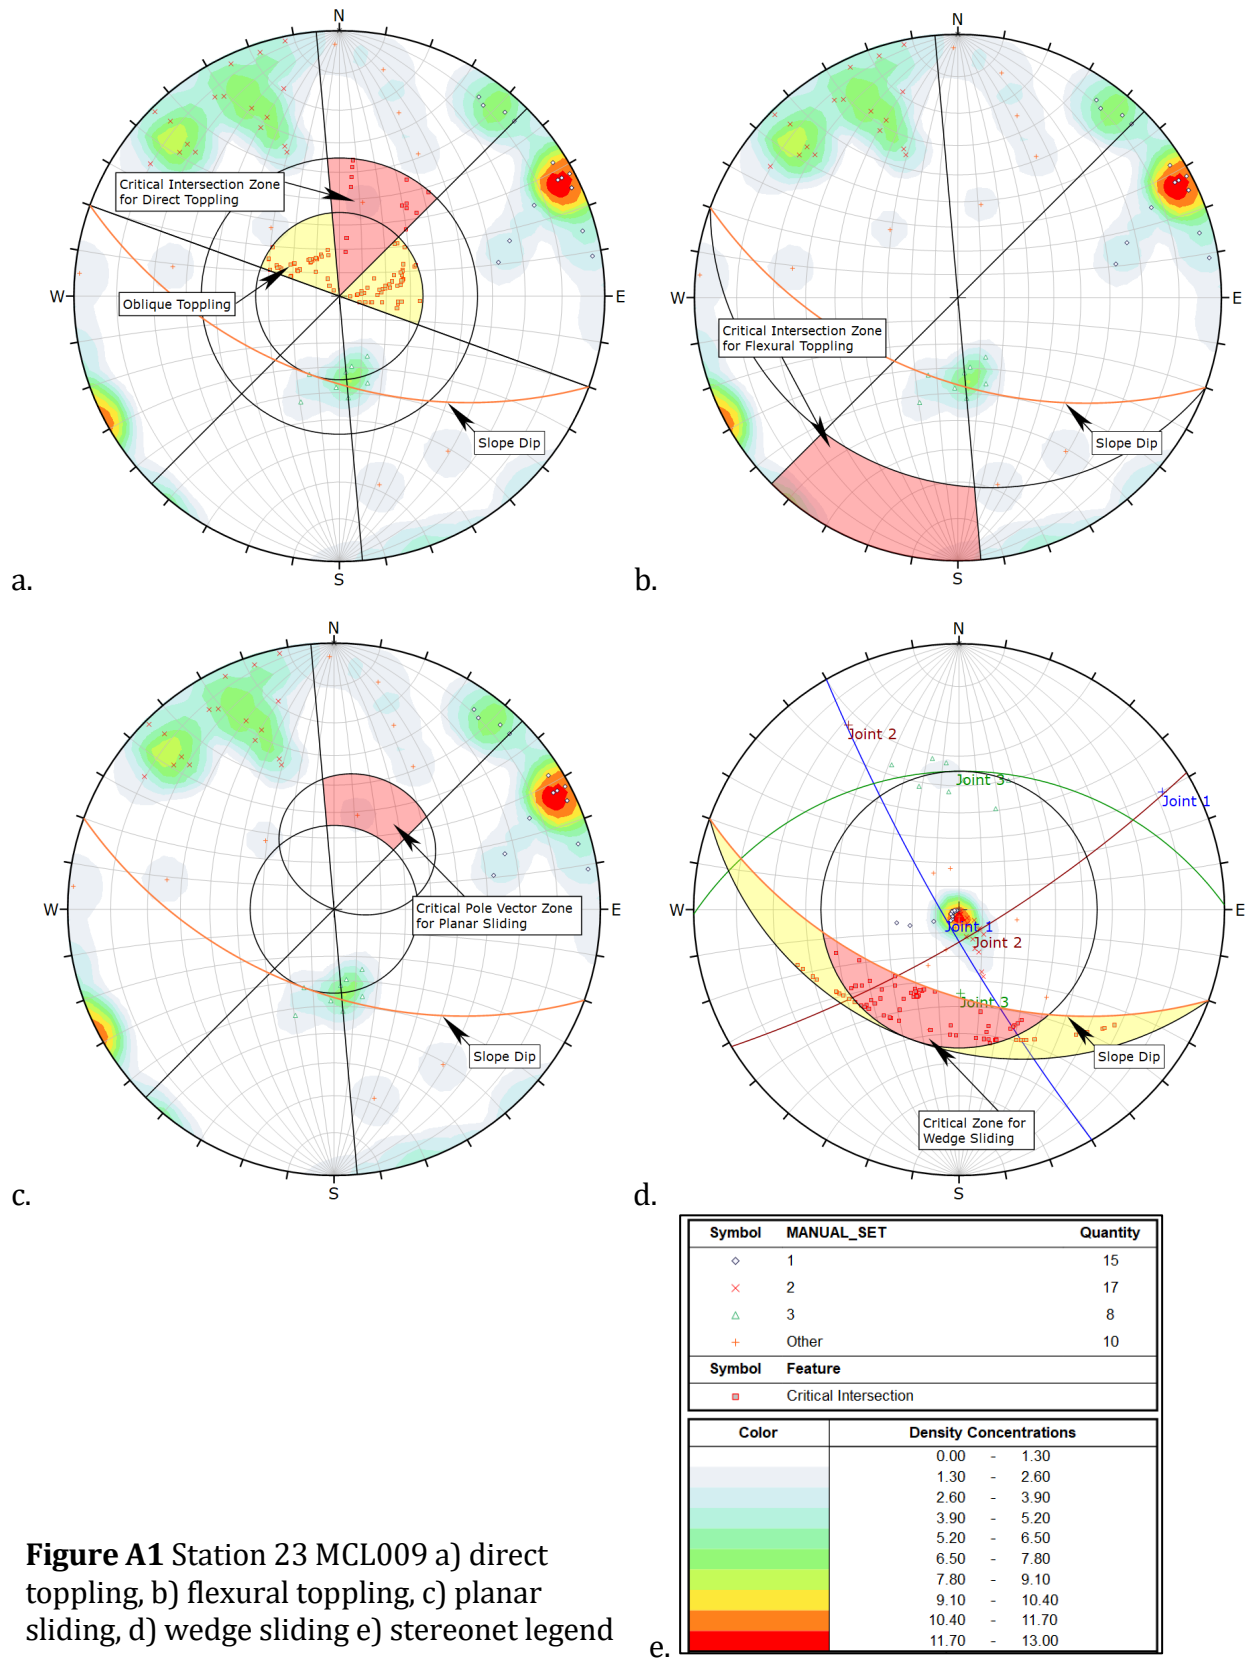 N
Critical Intersection Zone
for Direct Toppling
W
E
Oblique Toppling
Slope Dip
S
a.
N
W
E
Critical Intersection Zone
for Flexural Toppling
Slope Dip
S
b.
N
W
E
Critical Pole Vector Zone
for Planar Sliding
Slope Dip
S
c.
N
Joint 2
Joint 3
Joint 1
W
E
Joint 1
Joint 2
Joint 3
Slope Dip
Critical Zone for
Wedge Sliding
S
d.
Symbol MANUAL_SET Quantity
1 15
2 17
3 8
Other 10
Symbol Feature
Critical Intersection
Color Density Concentrations
0.00 - 1.30
1.30 - 2.60
2.60 - 3.90
3.90 - 5.20
5.20 - 6.50
6.50 - 7.80
7.80 - 9.10
9.10 - 10.40
10.40 - 11.70
11.70 - 13.00
e.
Figure A1 Station 23 MCL009 a) direct
toppling, b) flexural toppling, c) planar
sliding, d) wedge sliding e) stereonet legend